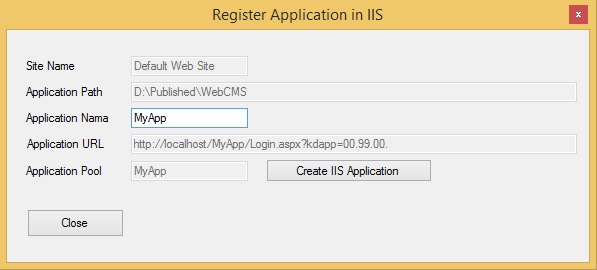 Register Application in IIS
x
Site Name Default Web Site
Application Path D:\Published\WebCMS
Application Nama MyApp
Application URL http://localhost/MyApp/Login.aspx?kdapp=00.99.00.
Application Pool MyApp Create IIS Application
Close